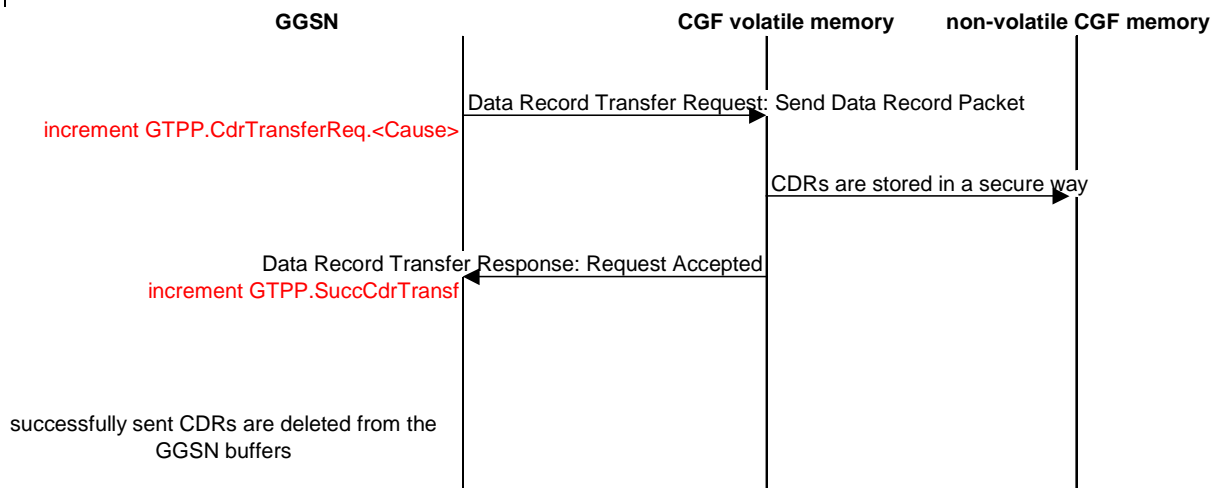 GGSN
CGF volatile memory
non-volatile CGF memory
Data Record Transfer Request: Send Data Record Packet
increment GTPP.CdrTransferReq.<Cause>
CDRs are stored in a secure way
Data Record Transfer Response: Request Accepted
increment GTPP.SuccCdrTransf
successfully sent CDRs are deleted from the
GGSN buffers